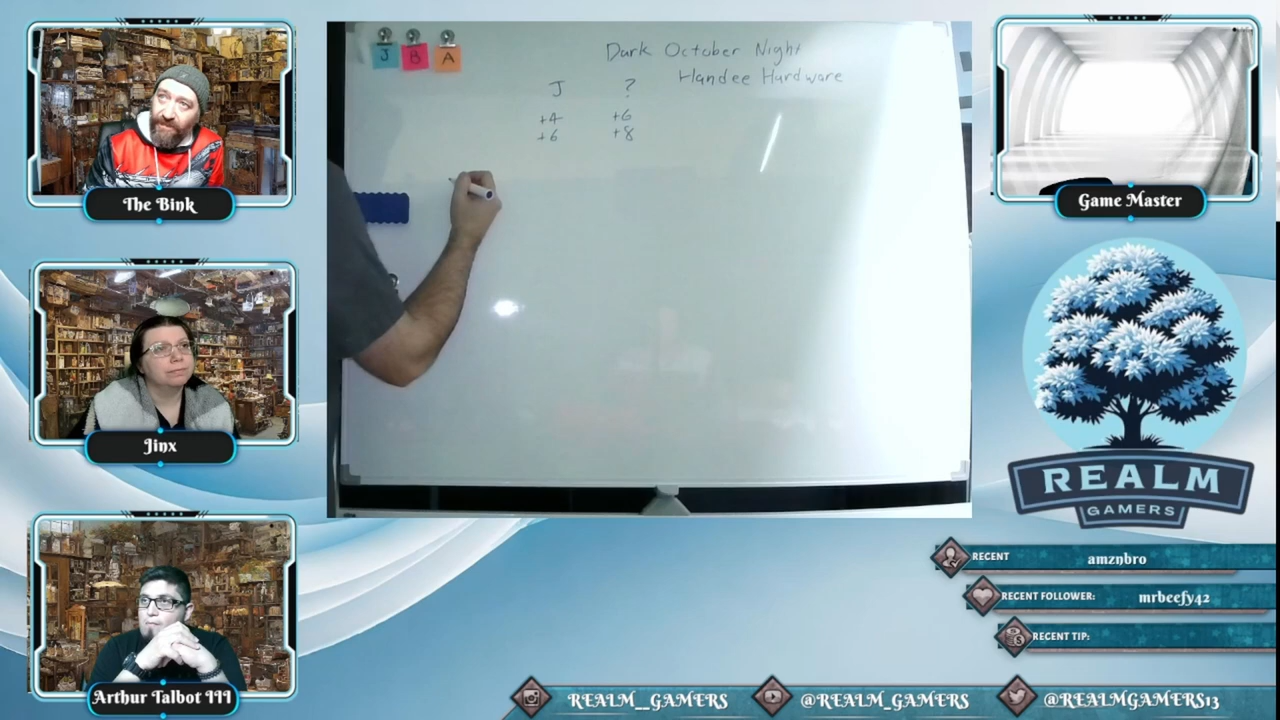 J B A
Dark October Night
Handee Hardware
J ?
+4 +6
+6 +8
The Bink
Jinx
Arthur Talbot III
Game Master
REALM
GAMERS
RECENT amznbro
RECENT FOLLOWER: mrbeefy42
RECENT TIP:
REALM__GAMERS @REALM_GAMERS @REALMGAMERS13